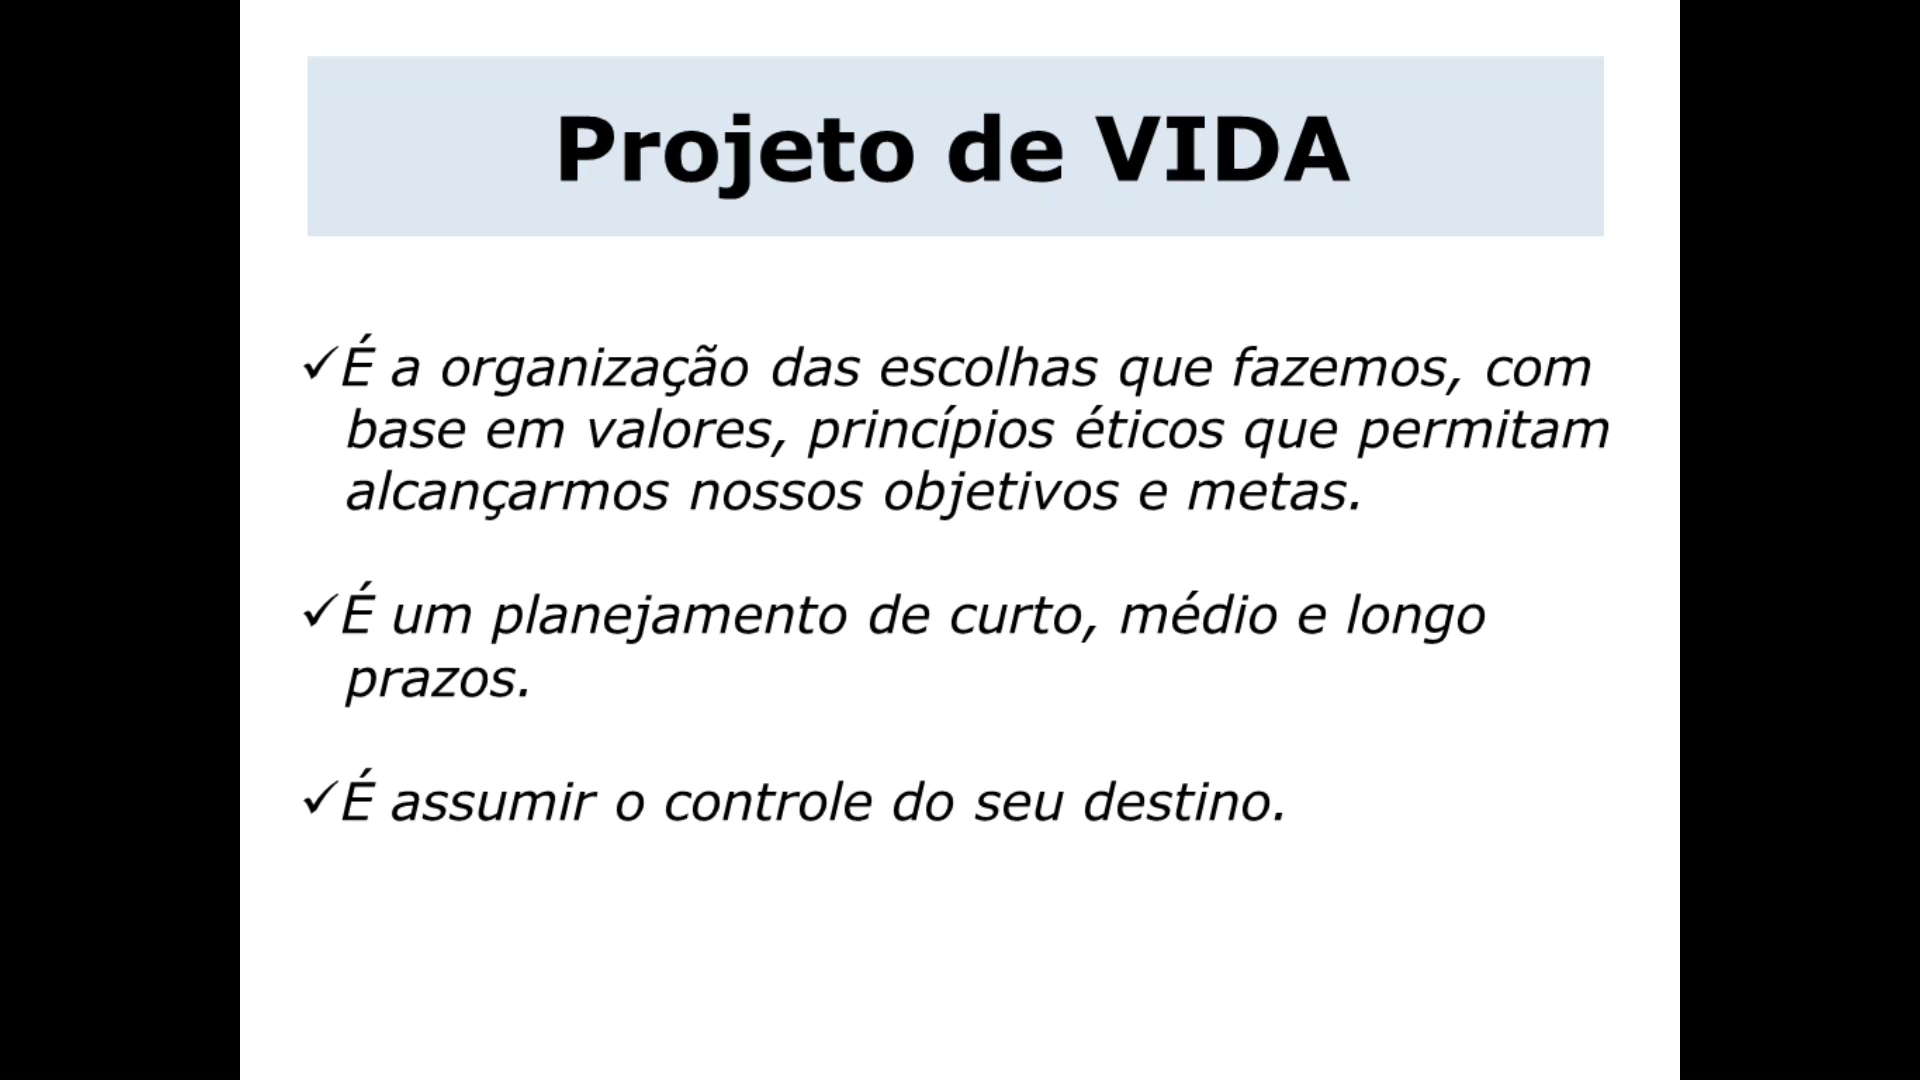 Projeto de VIDA
✓É a organização das escolhas que fazemos, com
base em valores, princípios éticos que permitam
alcançarmos nossos objetivos e metas.
✓É um planejamento de curto, médio e longo
prazos.
✓É assumir o controle do seu destino.